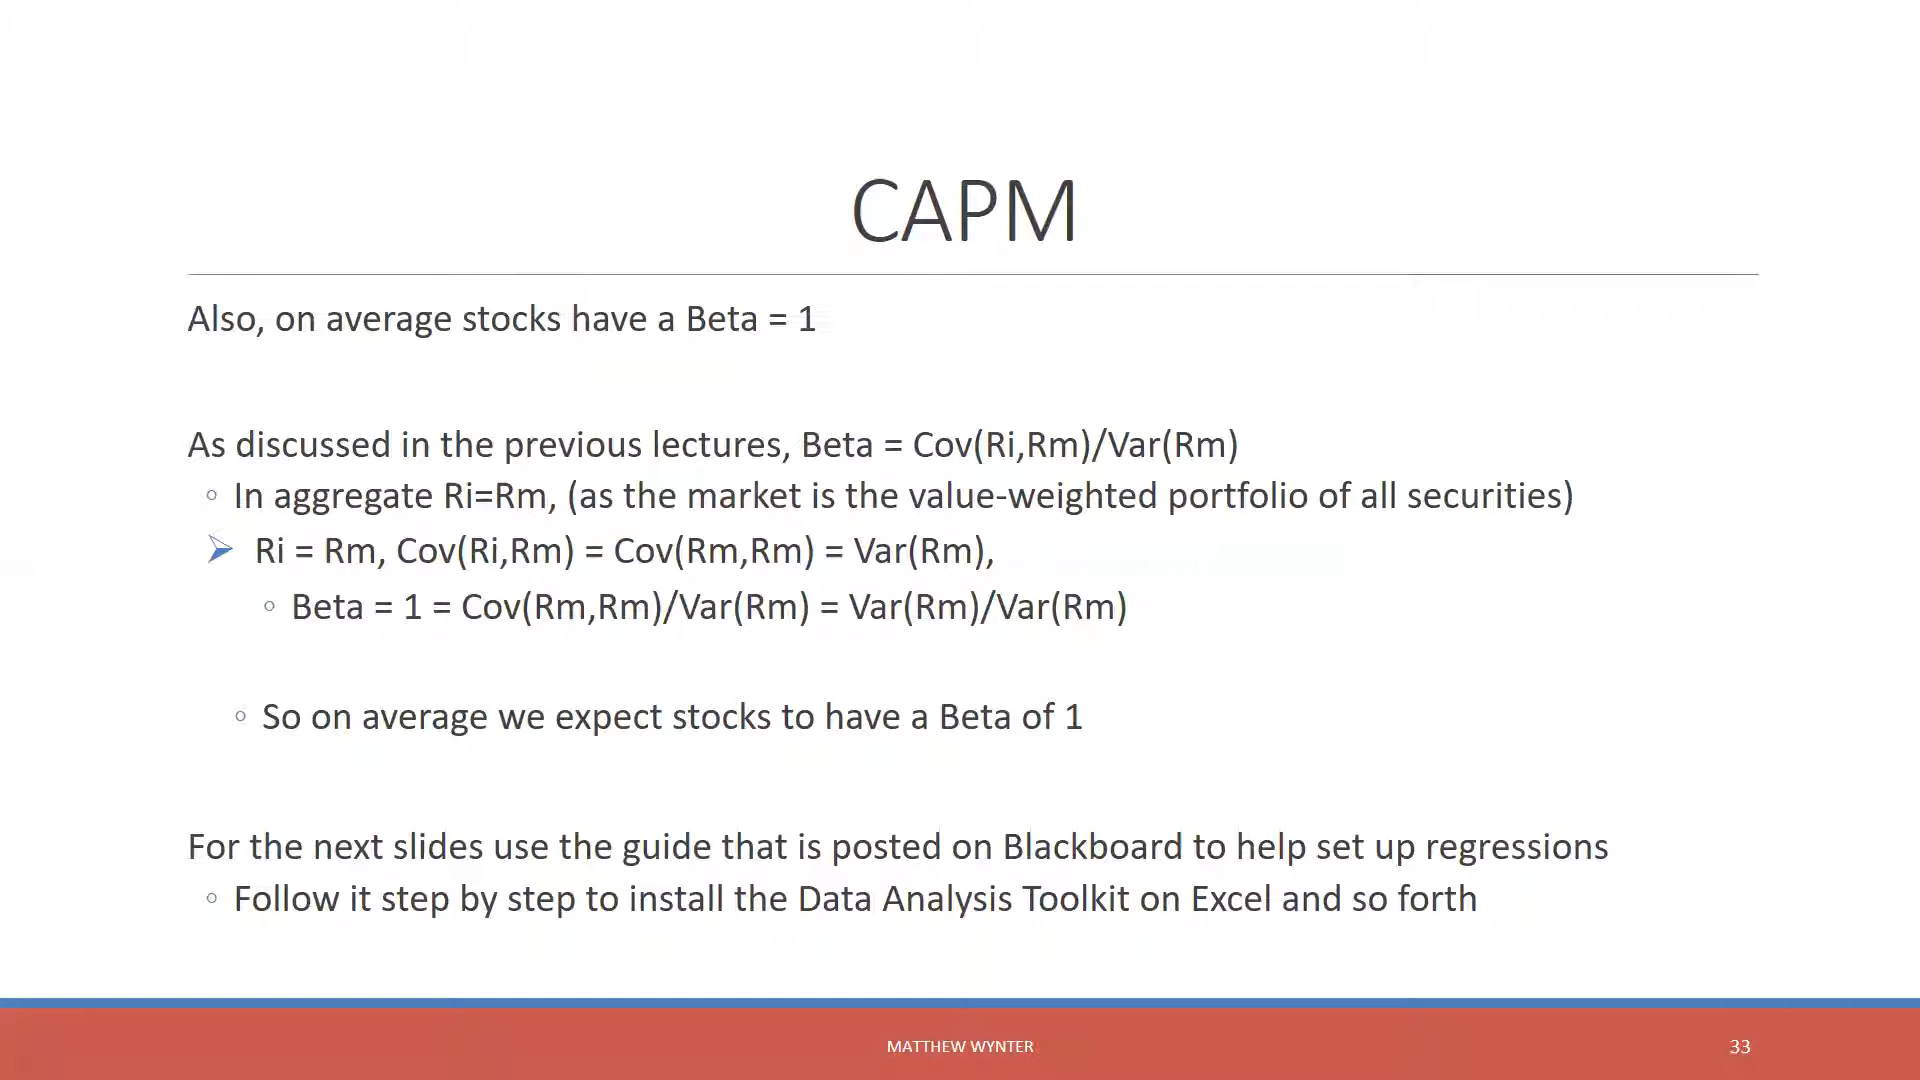 CAPM
Also, on average stocks have a Beta = 1
As discussed in the previous lectures, Beta = Cov(Ri,Rm)/Var(Rm)
◦ In aggregate Ri=Rm, (as the market is the value-weighted portfolio of all securities)
➢ Ri = Rm, Cov(Ri,Rm) = Cov(Rm,Rm) = Var(Rm),
◦ Beta = 1 = Cov(Rm,Rm)/Var(Rm) = Var(Rm)/Var(Rm)
◦ So on average we expect stocks to have a Beta of 1
For the next slides use the guide that is posted on Blackboard to help set up regressions
◦ Follow it step by step to install the Data Analysis Toolkit on Excel and so forth
MATTHEW WYNTER
33